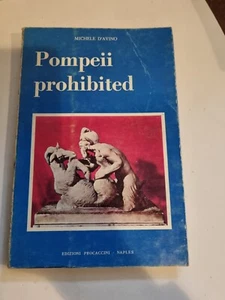 MICHELE D'AVINO
Pompeii
prohibited
EDIZIONI PROCACCINI - NAPLES